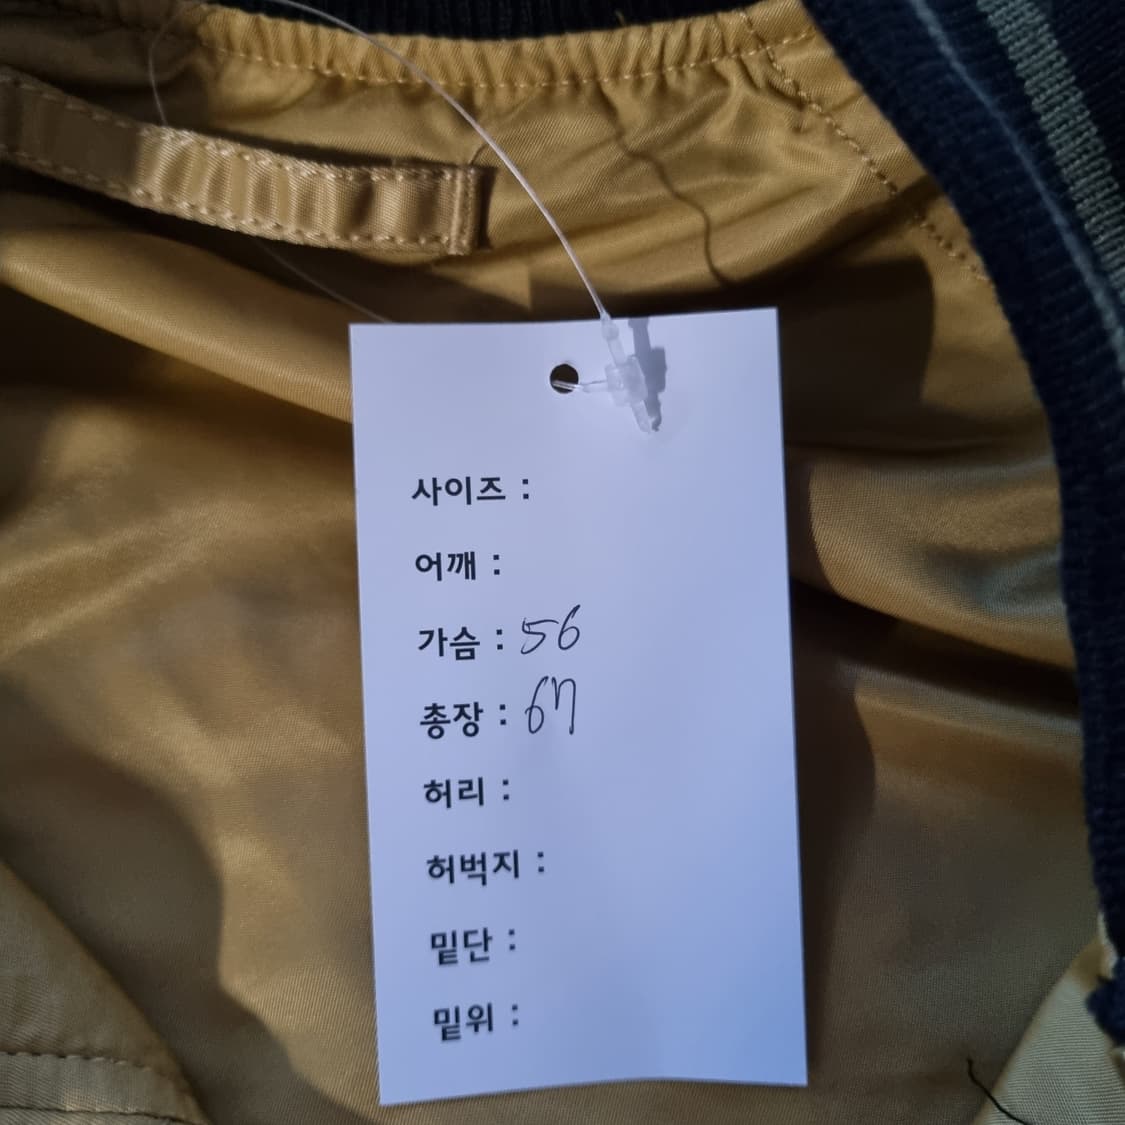 사이즈 :
어깨 :
가슴 : 56
총장 : 67
허리 :
허벅지 :
밑단 :
밑위 :